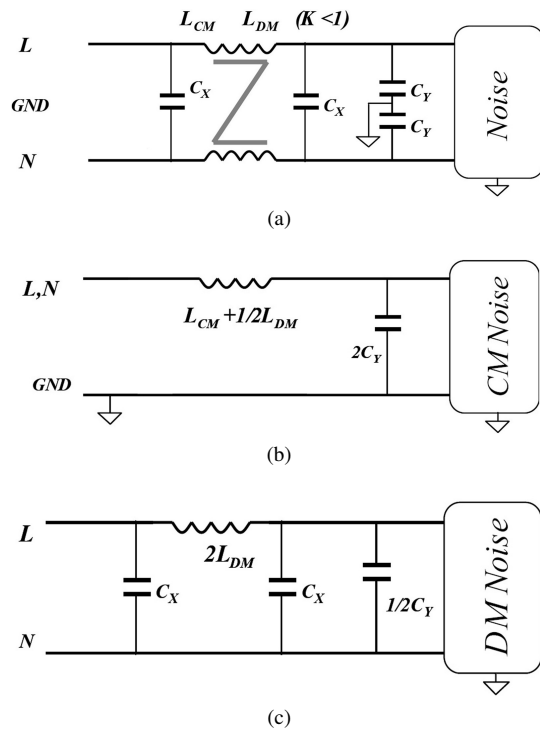 L_CM L_DM (K <1)
L
C_X
C_X
C_Y
GND
C_Y
N
Noise
(a)
L,N
L_CM +1/2L_DM
2C_Y
GND
CM Noise
(b)
L
2L_DM
C_X
C_X
1/2C_Y
N
DM Noise
(c)